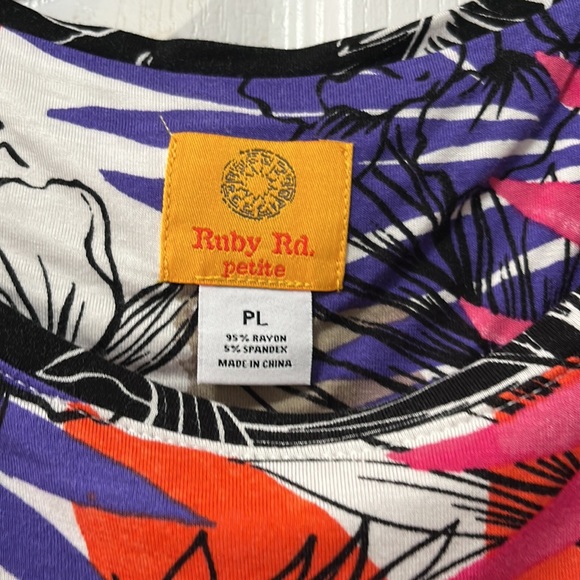 Ruby Rd.
petite
PL
95% RAYON
5% SPANDEX
MADE IN CHINA